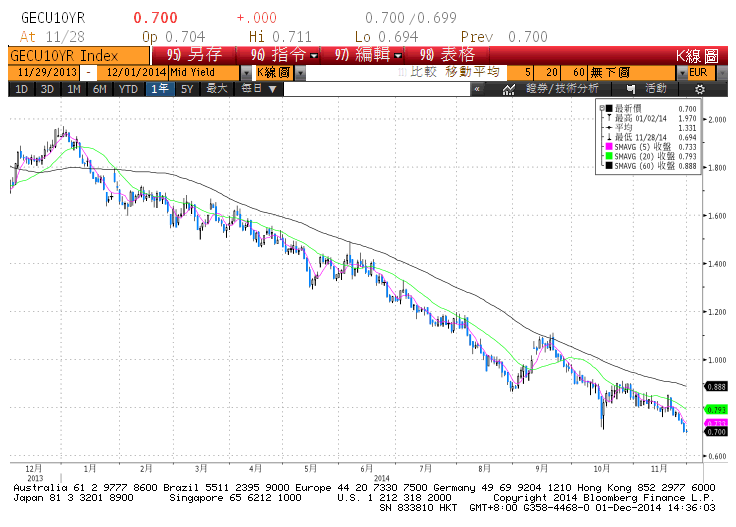 GECU10YR 0.700 +.000 0.700/0.699
At 11/28 Op 0.704 Hi 0.711 Lo 0.694 Prev 0.700
GECU10YR Index 95) 另存 96) 指令 97) 編輯 98) 表格 K線圖
11/29/2013 - 12/01/2014 Mid Yield K線圖 比較 移動平均 5 20 60 無下圖 EUR
1D 3D 1M 6M YTD 1年 5Y 最大 每日 ▼ « 證券/技術分析 活動
最新價 0.700
最高 01/02/14 1.970
平均 1.331
最低 11/28/14 0.694
SMAVG (5) 收盤 0.733
SMAVG (20) 收盤 0.793
SMAVG (60) 收盤 0.888
2.000
1.800
1.600
1.400
1.200
1.000
0.888
0.793
0.733
0.700
0.600
12月 1月 2月 3月 4月 5月 6月 7月 8月 9月 10月 11月
2013 2014
Australia 61 2 9777 8600 Brazil 5511 2395 9000 Europe 44 20 7330 7500 Germany 49 69 9204 1210 Hong Kong 852 2977 6000
Japan 81 3 3201 8900 Singapore 65 6212 1000 U.S. 1 212 318 2000 Copyright 2014 Bloomberg Finance L.P.
SN 833810 HKT GMT+8:00 G358-4468-0 01-Dec-2014 14:36:03